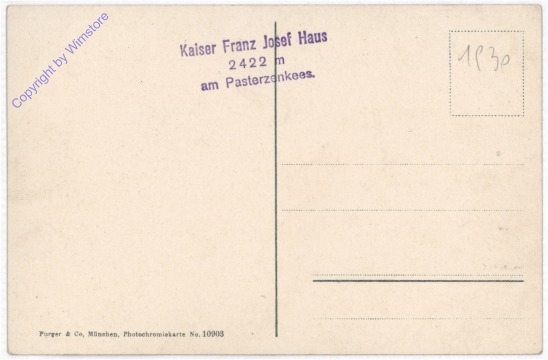 Copyright by Wimstore
Kaiser Franz Josef Haus
2422 m
am Pasterzenkees.
1930
Purger & Co, München, Photochromiekarte No. 10903